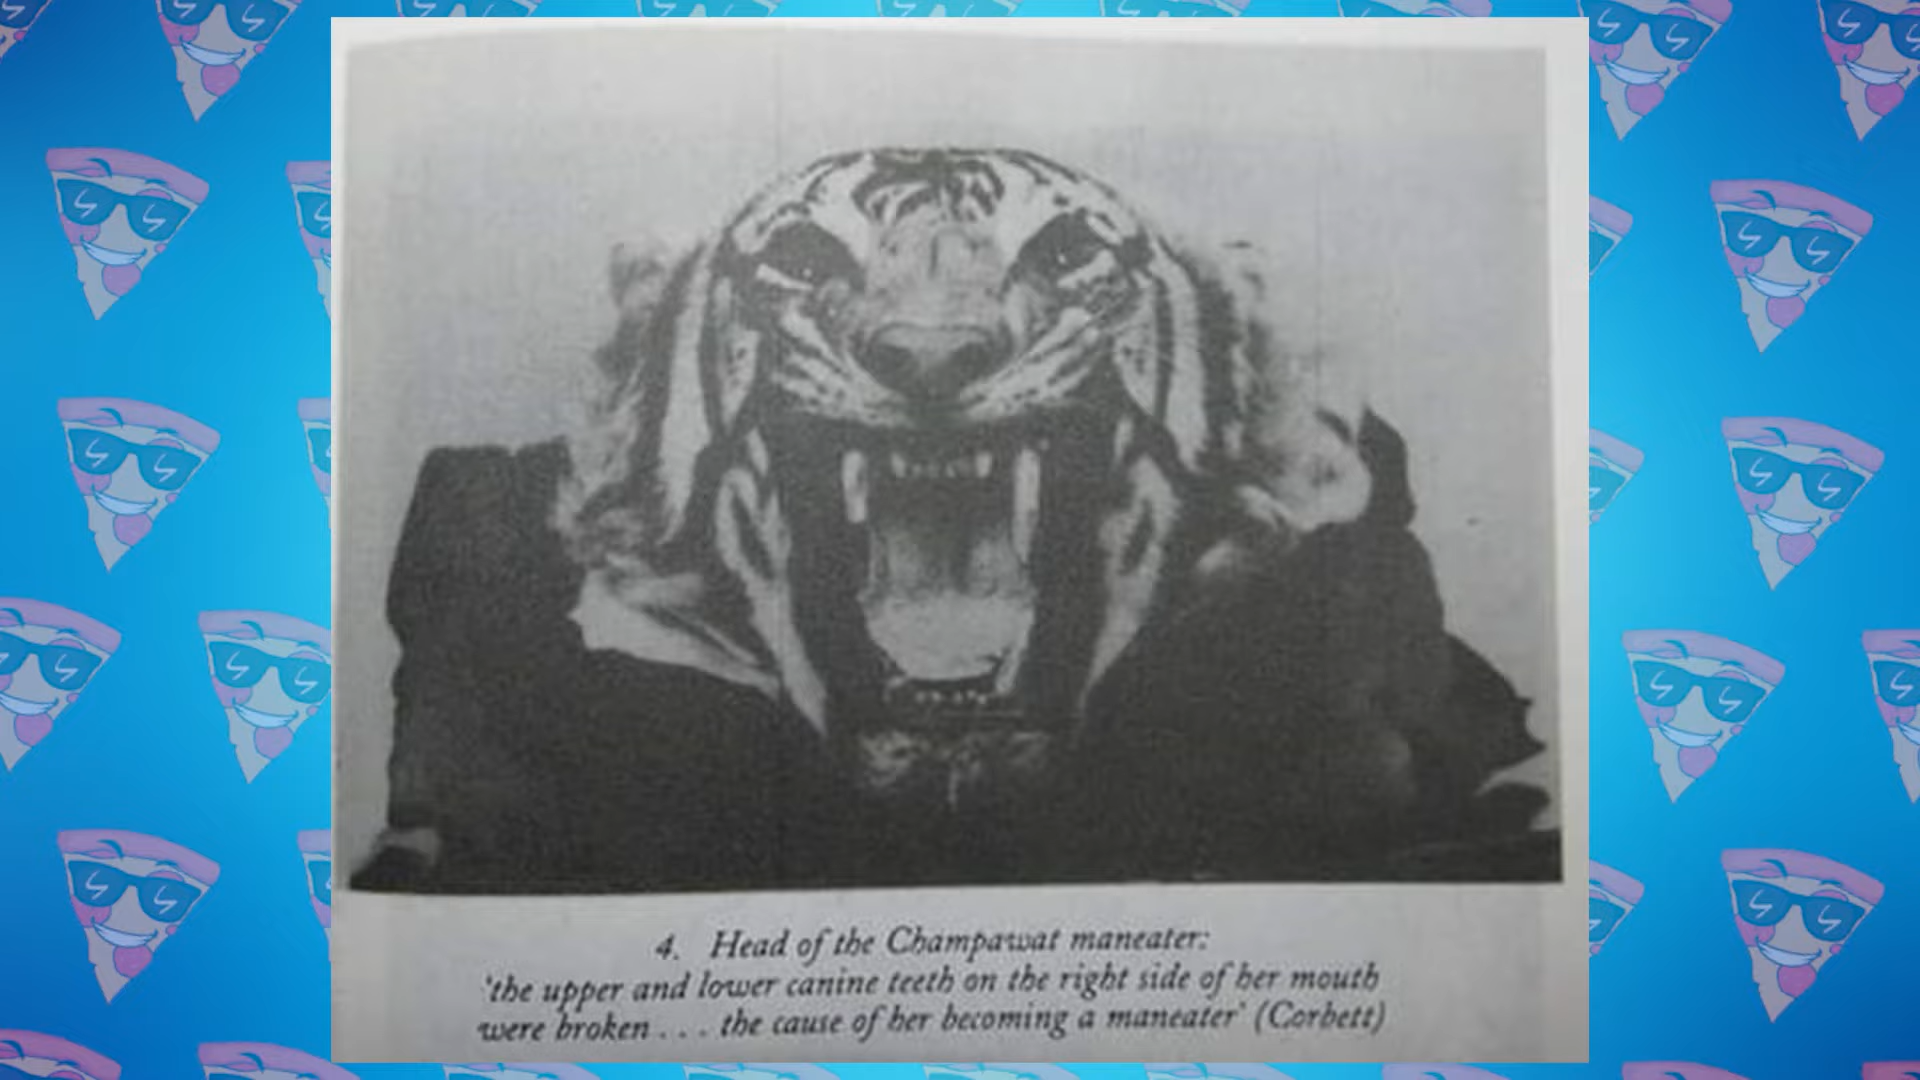 4. Head of the Champawat maneater:
'the upper and lower canine teeth on the right side of her mouth
were broken . . . the cause of her becoming a maneater' (Corbett)